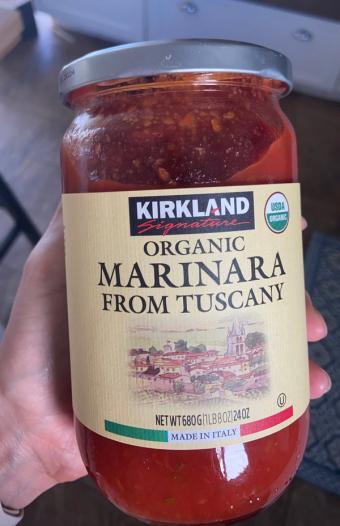 KIRKLAND
Signature
USDA
ORGANIC
ORGANIC
MARINARA
FROM TUSCANY
NET WT 680 G (1 LB 8 OZ) 24 OZ
U
MADE IN ITALY